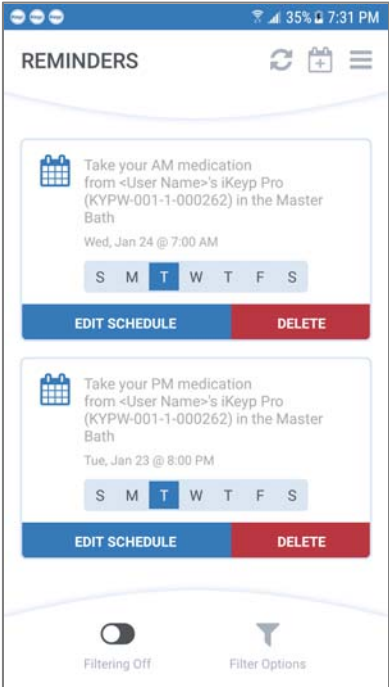 35% 7:31 PM
REMINDERS
Take your AM medication
from <User Name>'s iKeyp Pro
(KYPW-001-1-000262) in the Master
Bath
Wed, Jan 24 @ 7:00 AM
S M T W T F S
EDIT SCHEDULE DELETE
Take your PM medication
from <User Name>'s iKeyp Pro
(KYPW-001-1-000262) in the Master
Bath
Tue, Jan 23 @ 8:00 PM
S M T W T F S
EDIT SCHEDULE DELETE
Filtering Off Filter Options